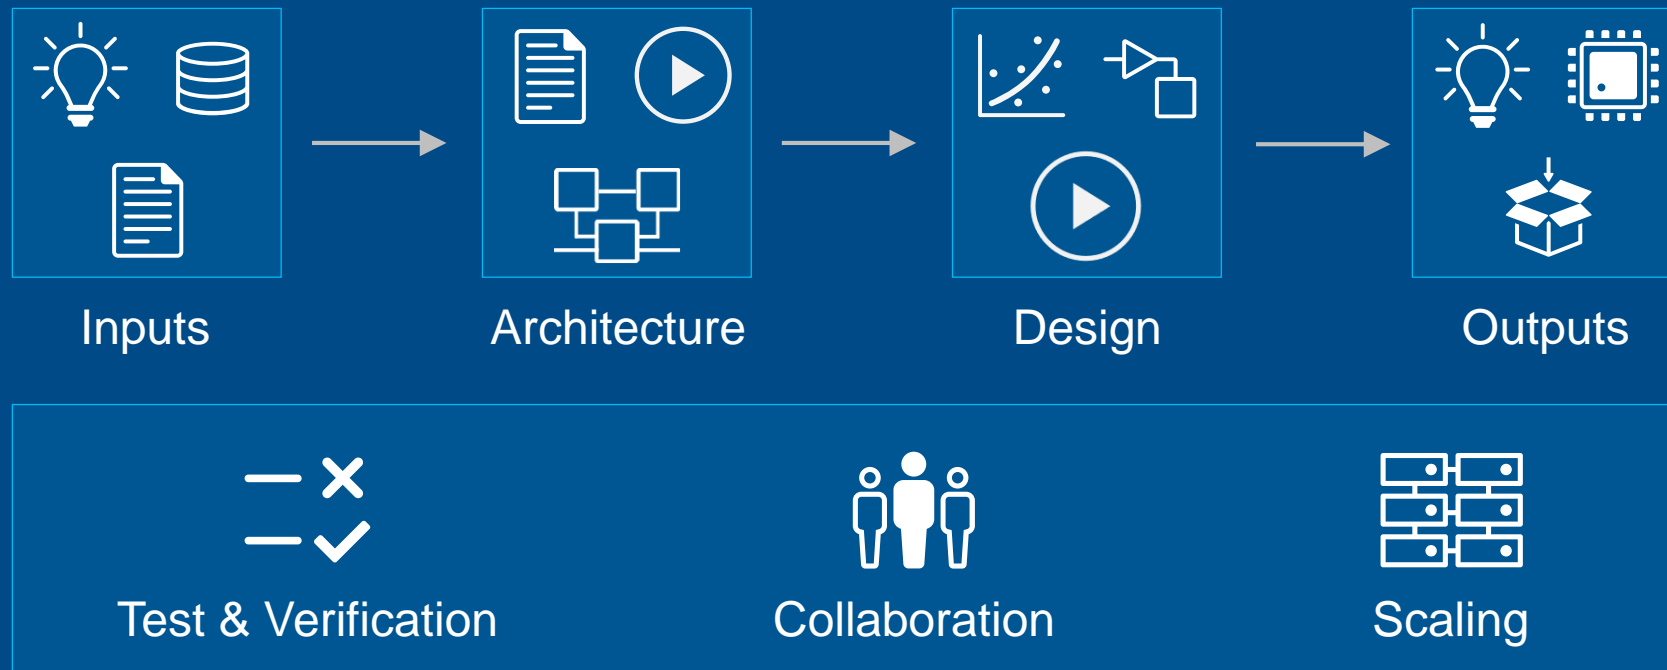 Inputs
Architecture
Design
Outputs
Test & Verification
Collaboration
Scaling